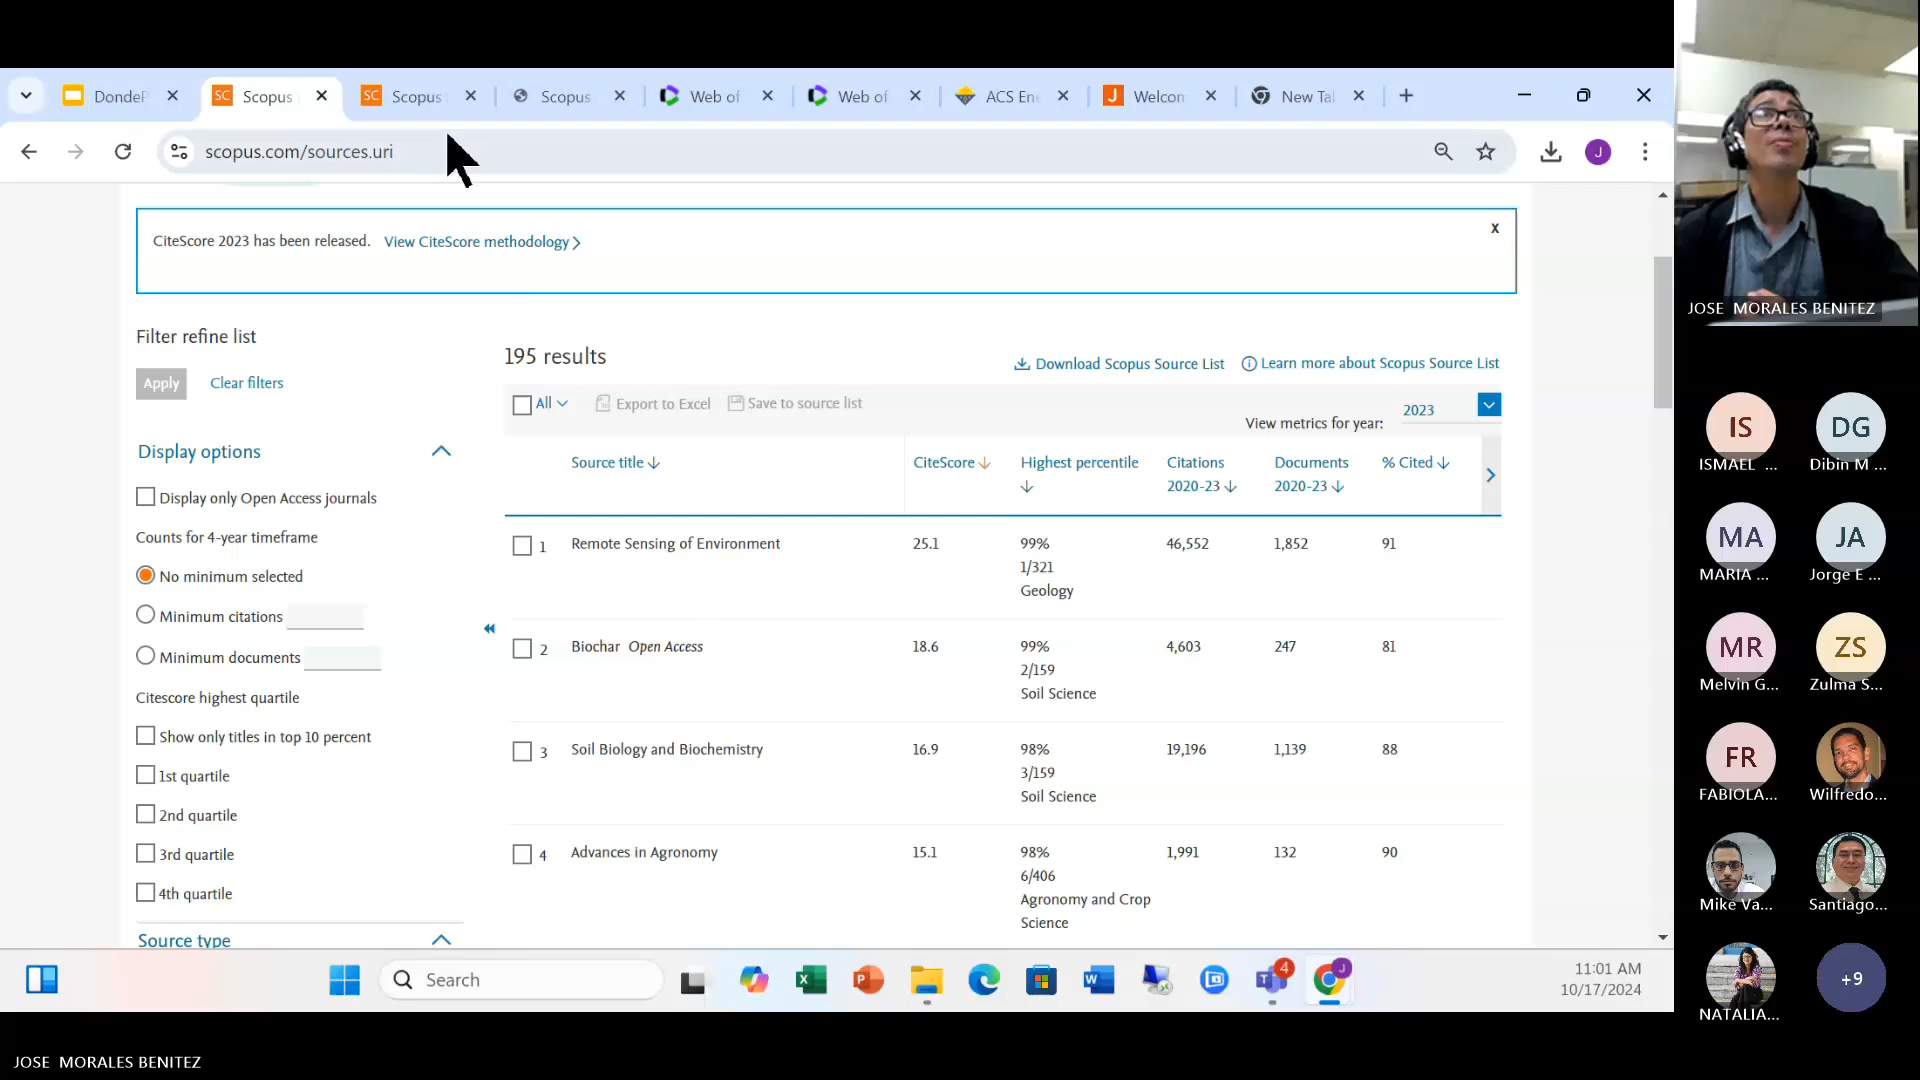 DondeP
Scopus
Scopus
Scopus
Web of
Web of
ACS En
Welcon
New Tal
scopus.com/sources.uri
J
CiteScore 2023 has been released. View CiteScore methodology
x
Filter refine list
Apply
Clear filters
Display options
Display only Open Access journals
Counts for 4-year timeframe
No minimum selected
Minimum citations
Minimum documents
Citescore highest quartile
Show only titles in top 10 percent
1st quartile
2nd quartile
3rd quartile
4th quartile
Source type
195 results
Download Scopus Source List
Learn more about Scopus Source List
All
Export to Excel
Save to source list
View metrics for year:
2023
Source title
CiteScore
Highest percentile
Citations 2020-23
Documents 2020-23
% Cited
1 Remote Sensing of Environment 25.1 99% 46,552 1,852 91
1/321
Geology
2 Biochar Open Access 18.6 99% 4,603 247 81
2/159
Soil Science
3 Soil Biology and Biochemistry 16.9 98% 19,196 1,139 88
3/159
Soil Science
4 Advances in Agronomy 15.1 98% 1,991 132 90
6/406
Agronomy and Crop
Science
Search
4
J
11:01 AM
10/17/2024
JOSE MORALES BENITEZ
JOSE MORALES BENITEZ
IS
ISMAEL ...
DG
Dibin M ...
MA
MARIA ...
JA
Jorge E ...
MR
Melvin G...
ZS
Zulma S...
FR
FABIOLA...
Wilfredo...
Mike Va...
Santiago...
NATALIA...
+9